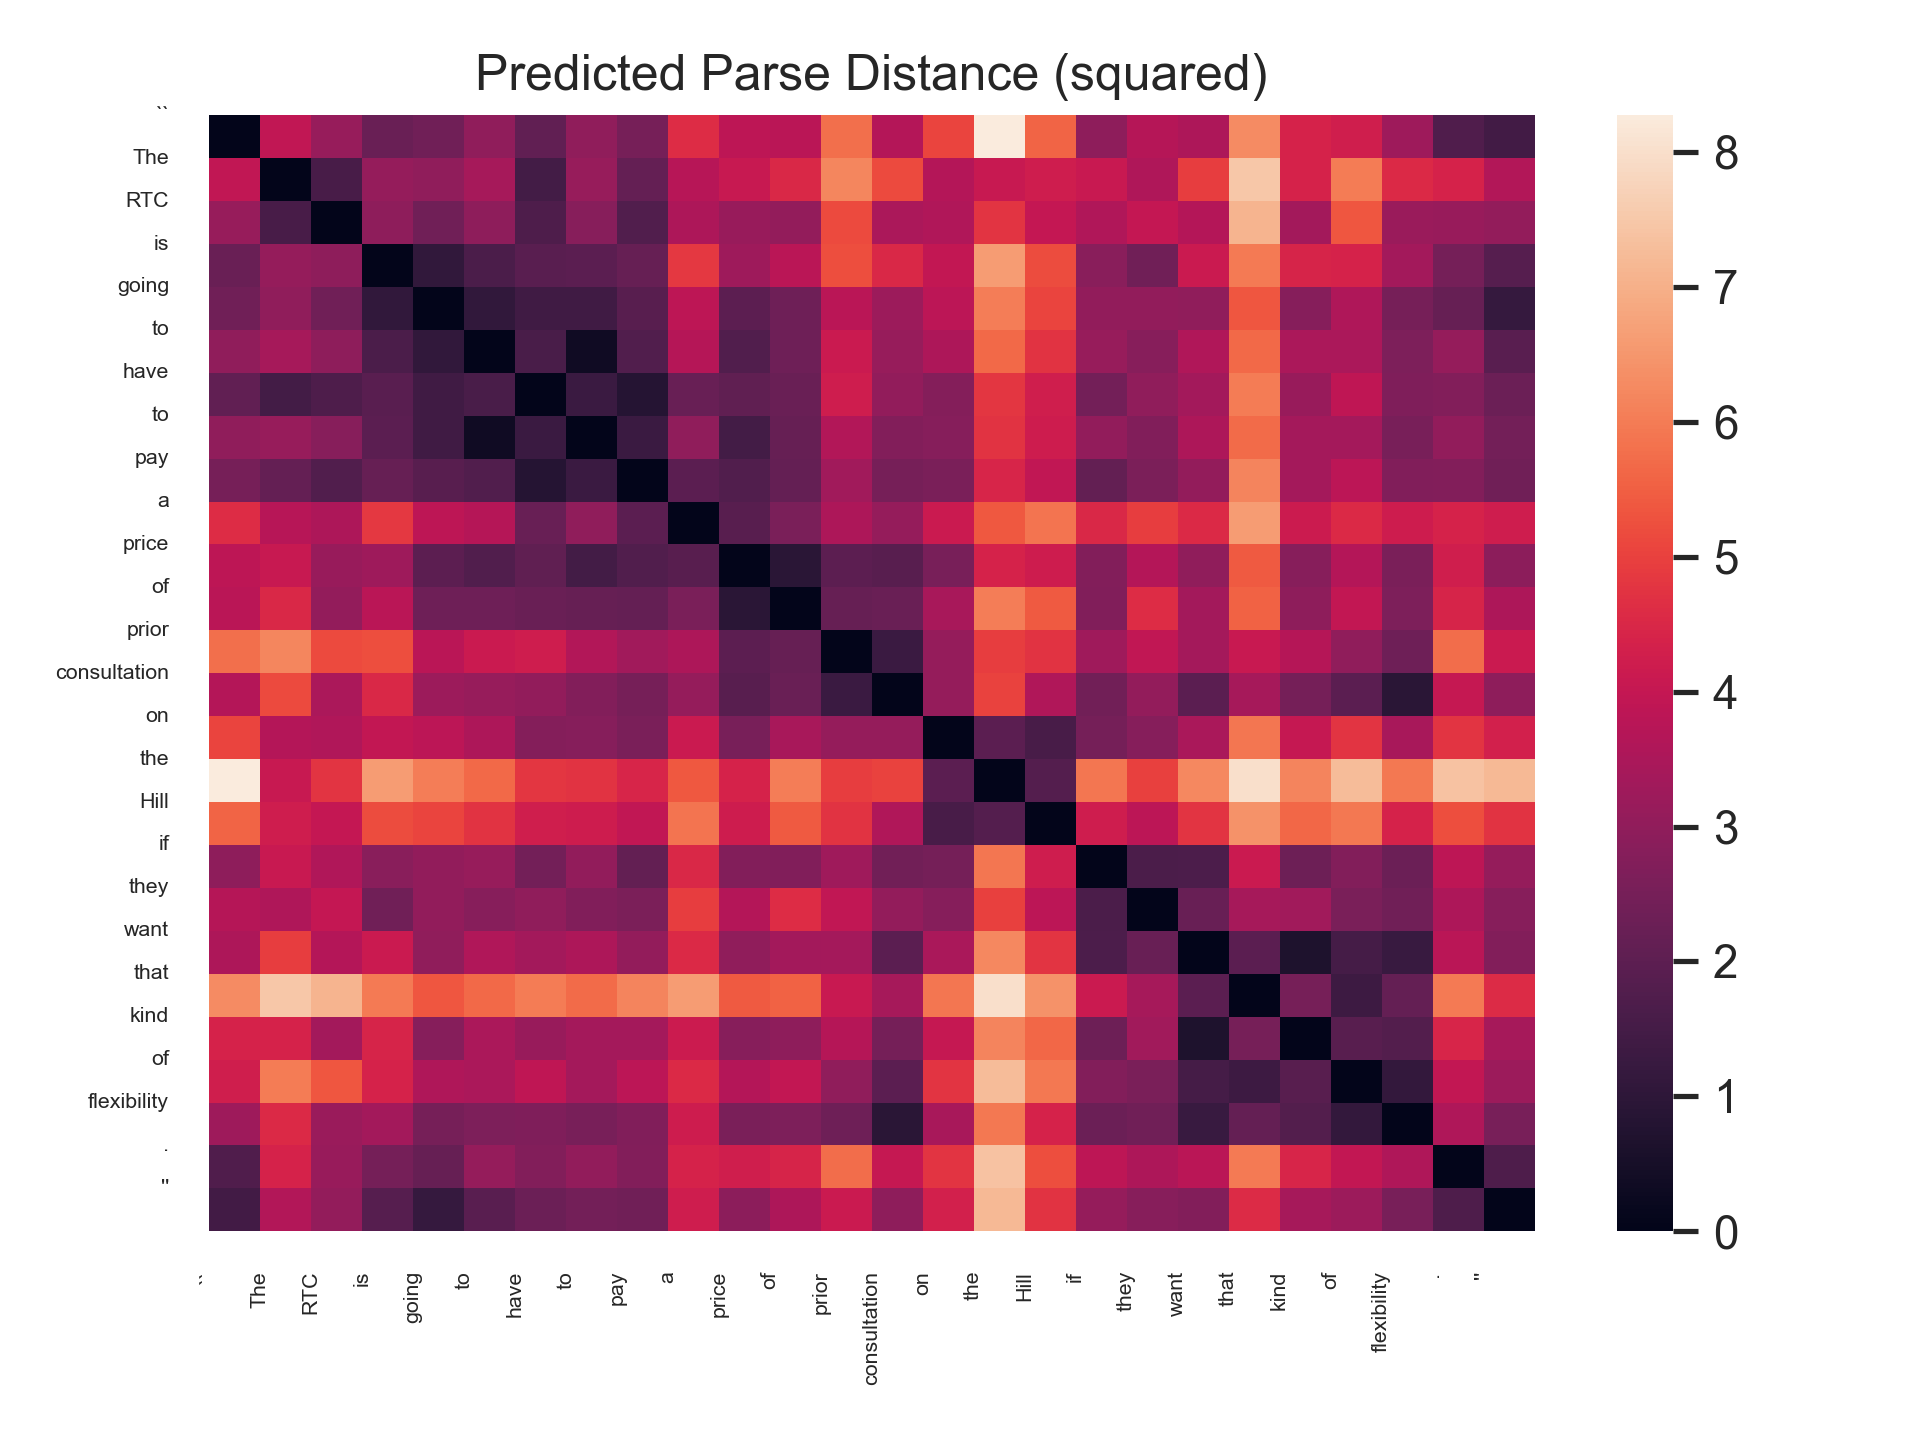 Predicted Parse Distance (squared)
``
The
RTC
is
going
to
have
to
pay
a
price
of
prior
consultation
on
the
Hill
if
they
want
that
kind
of
flexibility
.
''
8
7
6
5
4
3
2
1
0
``
The
RTC
is
going
to
have
to
pay
a
price
of
prior
consultation
on
the
Hill
if
they
want
that
kind
of
flexibility
.
''